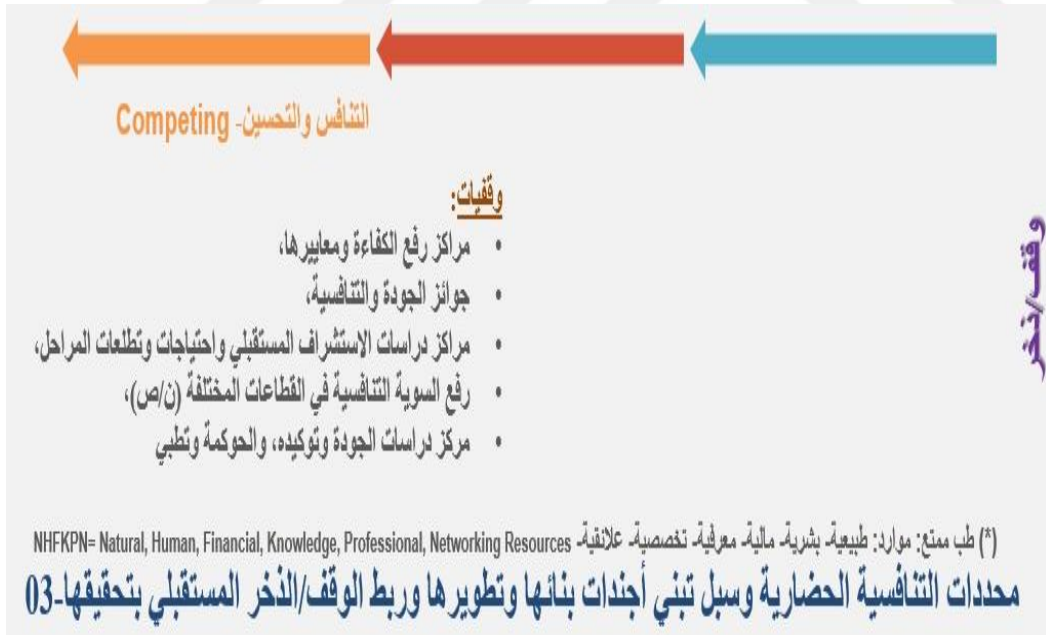 التنافس والتحسين- Competing
وقف/ذخر
وقفيات:
• مراكز رفع الكفاءة ومعاييرها،
• جوائز الجودة والتنافسية،
• مراكز دراسات الاستشراف المستقبلي واحتياجات وتطلعات المراحل،
• رفع السوية التنافسية في القطاعات المختلفة (ن/ص)،
• مركز دراسات الجودة وتوكيده، والحوكمة وتطبي
(*) طب ممتع: موارد: طبيعية- بشرية- مالية- معرفية- تخصصية- علائقية- NHFKPN= Natural, Human, Financial, Knowledge, Professional, Networking Resources
محددات التنافسية الحضارية وسبل تبني أجندات بنائها وتطويرها وربط الوقف/الذخر المستقبلي بتحقيقها-03